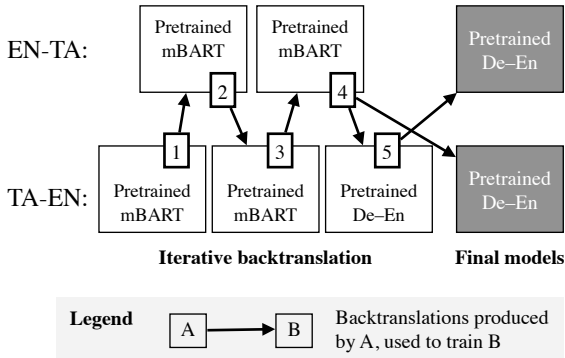 EN-TA:
Pretrained
mBART
2
Pretrained
mBART
4
Pretrained
De–En
TA-EN:
1
Pretrained
mBART
3
Pretrained
mBART
5
Pretrained
De–En
Pretrained
De–En
Iterative backtranslation
Final models
Legend
A
B
Backtranslations produced
by A, used to train B